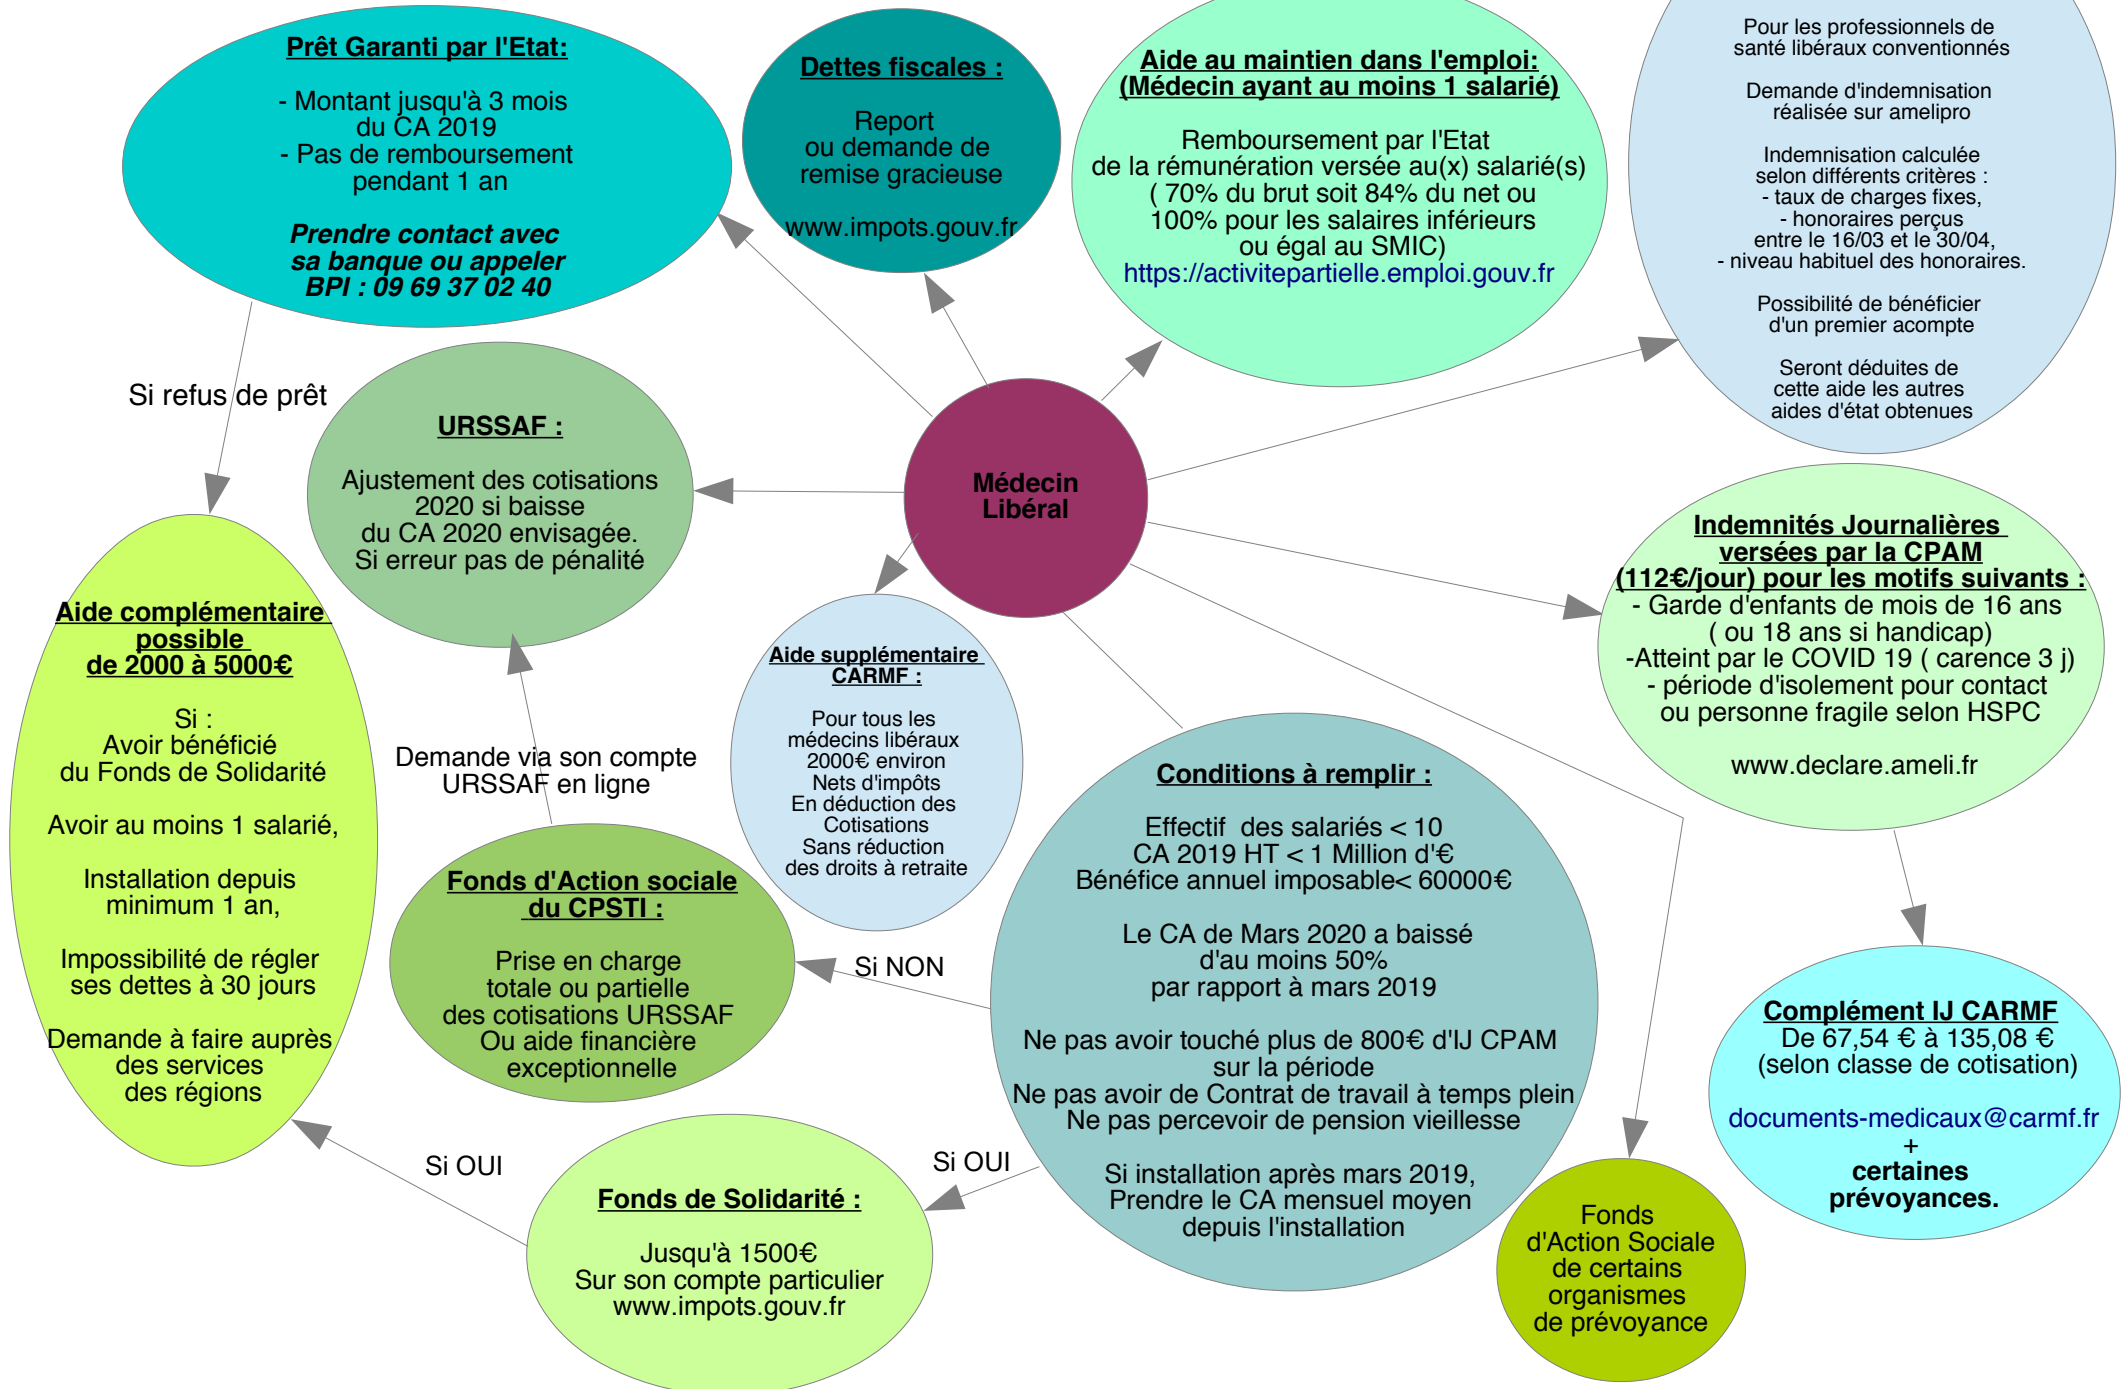 Prêt Garanti par l'Etat:
- Montant jusqu'à 3 mois
du CA 2019
- Pas de remboursement
pendant 1 an
Prendre contact avec
sa banque ou appeler
BPI : 09 69 37 02 40
Dettes fiscales :
Report
ou demande de
remise gracieuse
www.impots.gouv.fr
Aide au maintien dans l'emploi:
(Médecin ayant au moins 1 salarié)
Remboursement par l'Etat
de la rémunération versée au(x) salarié(s)
( 70% du brut soit 84% du net ou
100% pour les salaires inférieurs
ou égal au SMIC)
https://activitepartielle.emploi.gouv.fr
Pour les professionnels de
santé libéraux conventionnés
Demande d'indemnisation
réalisée sur amelipro
Indemnisation calculée
selon différents critères :
- taux de charges fixes,
- honoraires perçus
entre le 16/03 et le 30/04,
- niveau habituel des honoraires.
Possibilité de bénéficier
d'un premier acompte
Seront déduites de
cette aide les autres
aides d'état obtenues
Si refus de prêt
URSSAF :
Ajustement des cotisations
2020 si baisse
du CA 2020 envisagée.
Si erreur pas de pénalité
Médecin
Libéral
Indemnités Journalières
versées par la CPAM
(112€/jour) pour les motifs suivants :
- Garde d'enfants de mois de 16 ans
( ou 18 ans si handicap)
-Atteint par le COVID 19 ( carence 3 j)
- période d'isolement pour contact
ou personne fragile selon HSPC
www.declare.ameli.fr
Aide complémentaire
possible
de 2000 à 5000€
Si :
Avoir bénéficié
du Fonds de Solidarité
Avoir au moins 1 salarié,
Installation depuis
minimum 1 an,
Impossibilité de régler
ses dettes à 30 jours
Demande à faire auprès
des services
des régions
Aide supplémentaire
CARMF :
Pour tous les
médecins libéraux
2000€ environ
Nets d'impôts
En déduction des
Cotisations
Sans réduction
des droits à retraite
Demande via son compte
URSSAF en ligne
Fonds d'Action sociale
du CPSTI :
Prise en charge
totale ou partielle
des cotisations URSSAF
Ou aide financière
exceptionnelle
Si NON
Conditions à remplir :
Effectif des salariés < 10
CA 2019 HT < 1 Million d'€
Bénéfice annuel imposable< 60000€
Le CA de Mars 2020 a baissé
d'au moins 50%
par rapport à mars 2019
Ne pas avoir touché plus de 800€ d'IJ CPAM
sur la période
Ne pas avoir de Contrat de travail à temps plein
Ne pas percevoir de pension vieillesse
Si installation après mars 2019,
Prendre le CA mensuel moyen
depuis l'installation
Complément IJ CARMF
De 67,54 € à 135,08 €
(selon classe de cotisation)
documents-medicaux@carmf.fr
+
certaines
prévoyances.
Si OUI
Si OUI
Fonds de Solidarité :
Jusqu'à 1500€
Sur son compte particulier
www.impots.gouv.fr
Fonds
d'Action Sociale
de certains
organismes
de prévoyance